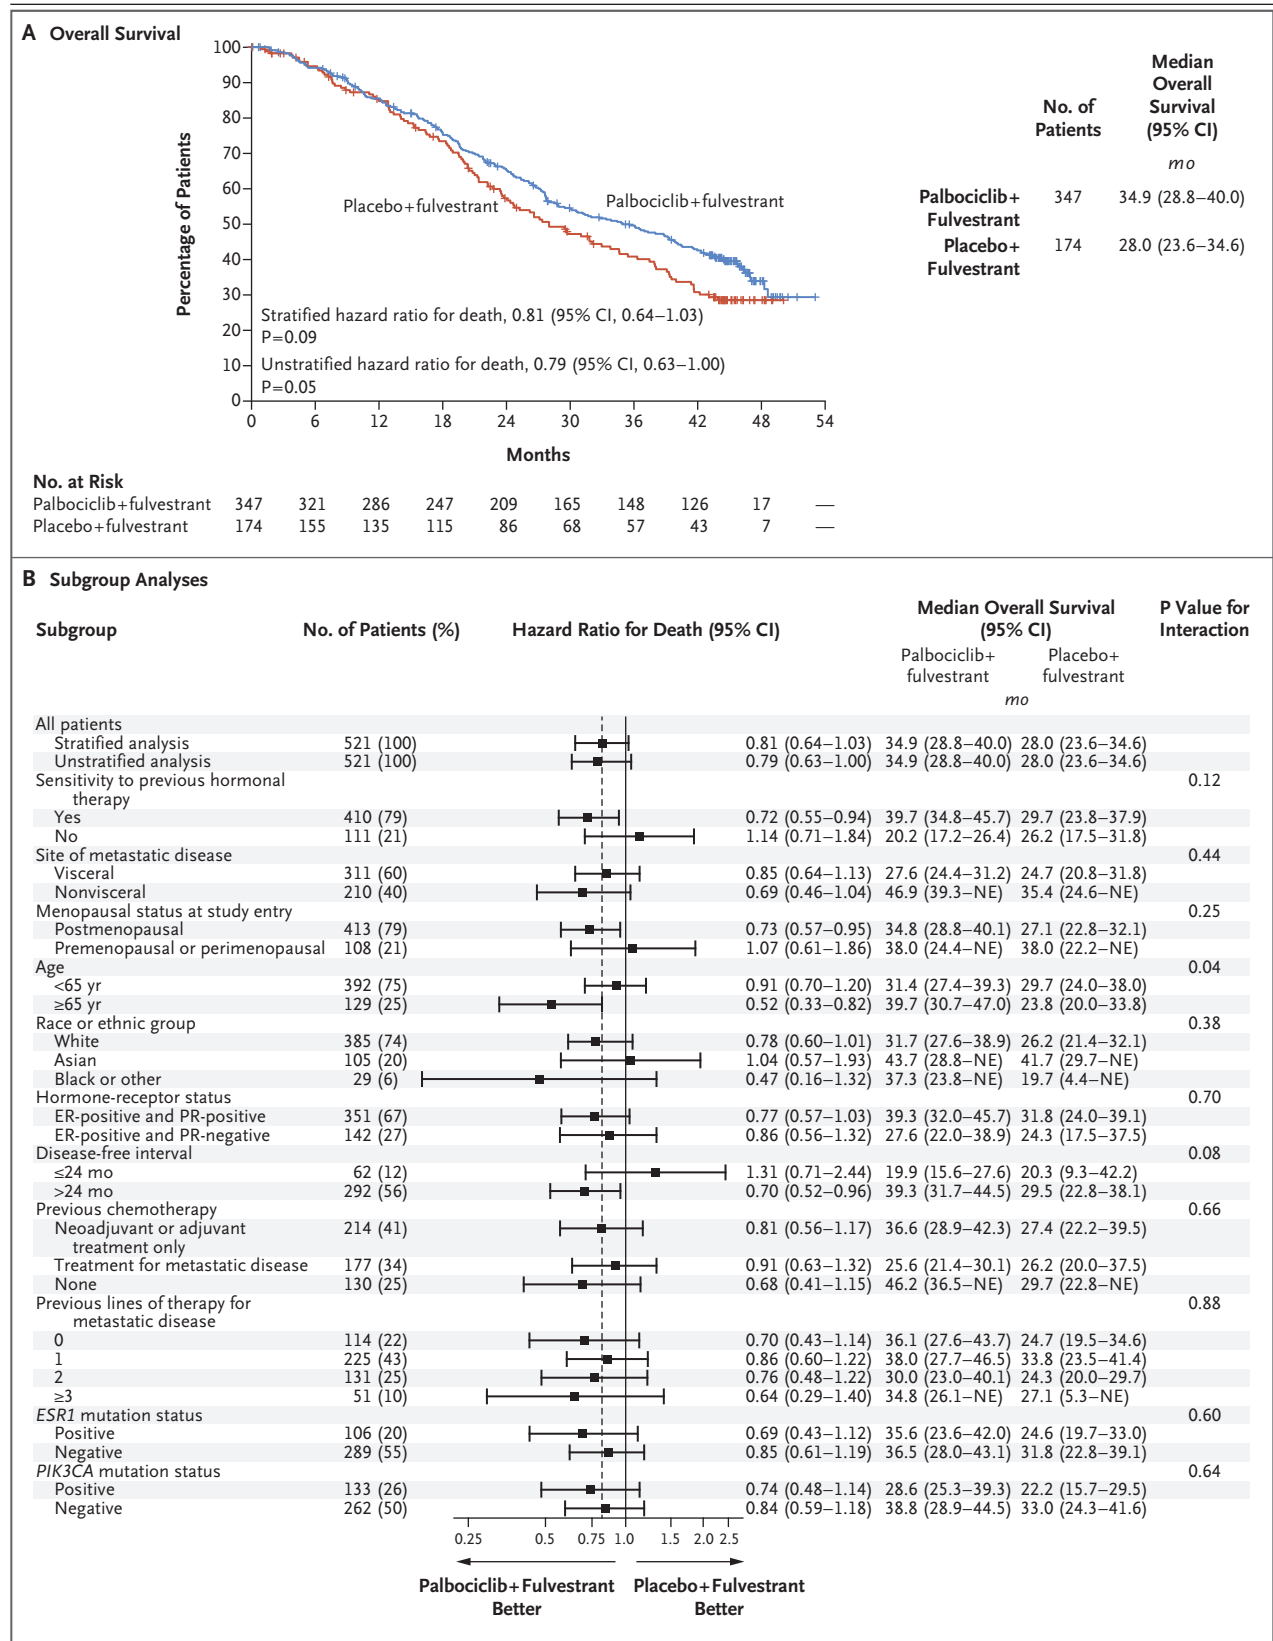 A Overall Survival
100
90
80
70
60
50
40
30
20
10
0
Percentage of Patients
Placebo+fulvestrant
Palbociclib+fulvestrant
Stratified hazard ratio for death, 0.81 (95% CI, 0.64–1.03)
P=0.09
Unstratified hazard ratio for death, 0.79 (95% CI, 0.63–1.00)
P=0.05
0 6 12 18 24 30 36 42 48 54
Months
No. of Patients
Median Overall Survival (95% CI)
mo
Palbociclib+ Fulvestrant 347 34.9 (28.8–40.0)
Placebo+ Fulvestrant 174 28.0 (23.6–34.6)
No. at Risk
Palbociclib+fulvestrant 347 321 286 247 209 165 148 126 17 —
Placebo+fulvestrant 174 155 135 115 86 68 57 43 7 —
B Subgroup Analyses
Subgroup No. of Patients (%) Hazard Ratio for Death (95% CI) Median Overall Survival (95% CI) P Value for Interaction
Palbociclib+ fulvestrant Placebo+ fulvestrant
mo
All patients
Stratified analysis 521 (100) 0.81 (0.64–1.03) 34.9 (28.8–40.0) 28.0 (23.6–34.6)
Unstratified analysis 521 (100) 0.79 (0.63–1.00) 34.9 (28.8–40.0) 28.0 (23.6–34.6)
Sensitivity to previous hormonal 0.12
therapy
Yes 410 (79) 0.72 (0.55–0.94) 39.7 (34.8–45.7) 29.7 (23.8–37.9)
No 111 (21) 1.14 (0.71–1.84) 20.2 (17.2–26.4) 26.2 (17.5–31.8)
Site of metastatic disease 0.44
Visceral 311 (60) 0.85 (0.64–1.13) 27.6 (24.4–31.2) 24.7 (20.8–31.8)
Nonvisceral 210 (40) 0.69 (0.46–1.04) 46.9 (39.3–NE) 35.4 (24.6–NE)
Menopausal status at study entry 0.25
Postmenopausal 413 (79) 0.73 (0.57–0.95) 34.8 (28.8–40.1) 27.1 (22.8–32.1)
Premenopausal or perimenopausal 108 (21) 1.07 (0.61–1.86) 38.0 (24.4–NE) 38.0 (22.2–NE)
Age 0.04
<65 yr 392 (75) 0.91 (0.70–1.20) 31.4 (27.4–39.3) 29.7 (24.0–38.0)
≥65 yr 129 (25) 0.52 (0.33–0.82) 39.7 (30.7–47.0) 23.8 (20.0–33.8)
Race or ethnic group 0.38
White 385 (74) 0.78 (0.60–1.01) 31.7 (27.6–38.9) 26.2 (21.4–32.1)
Asian 105 (20) 1.04 (0.57–1.93) 43.7 (28.8–NE) 41.7 (29.7–NE)
Black or other 29 (6) 0.47 (0.16–1.32) 37.3 (23.8–NE) 19.7 (4.4–NE)
Hormone-receptor status 0.70
ER-positive and PR-positive 351 (67) 0.77 (0.57–1.03) 39.3 (32.0–45.7) 31.8 (24.0–39.1)
ER-positive and PR-negative 142 (27) 0.86 (0.56–1.32) 27.6 (22.0–38.9) 24.3 (17.5–37.5)
Disease-free interval 0.08
≤24 mo 62 (12) 1.31 (0.71–2.44) 19.9 (15.6–27.6) 20.3 (9.3–42.2)
>24 mo 292 (56) 0.70 (0.52–0.96) 39.3 (31.7–44.5) 29.5 (22.8–38.1)
Previous chemotherapy 0.66
Neoadjuvant or adjuvant 214 (41) 0.81 (0.56–1.17) 36.6 (28.9–42.3) 27.4 (22.2–39.5)
treatment only
Treatment for metastatic disease 177 (34) 0.91 (0.63–1.32) 25.6 (21.4–30.1) 26.2 (20.0–37.5)
None 130 (25) 0.68 (0.41–1.15) 46.2 (36.5–NE) 29.7 (22.8–NE)
Previous lines of therapy for 0.88
metastatic disease
0 114 (22) 0.70 (0.43–1.14) 36.1 (27.6–43.7) 24.7 (19.5–34.6)
1 225 (43) 0.86 (0.60–1.22) 38.0 (27.7–46.5) 33.8 (23.5–41.4)
2 131 (25) 0.76 (0.48–1.22) 30.0 (23.0–40.1) 24.3 (20.0–29.7)
≥3 51 (10) 0.64 (0.29–1.40) 34.8 (26.1–NE) 27.1 (5.3–NE)
ESR1 mutation status 0.60
Positive 106 (20) 0.69 (0.43–1.12) 35.6 (23.6–42.0) 24.6 (19.7–33.0)
Negative 289 (55) 0.85 (0.61–1.19) 36.5 (28.0–43.1) 31.8 (22.8–39.1)
PIK3CA mutation status 0.64
Positive 133 (26) 0.74 (0.48–1.14) 28.6 (25.3–39.3) 22.2 (15.7–29.5)
Negative 262 (50) 0.84 (0.59–1.18) 38.8 (28.9–44.5) 33.0 (24.3–41.6)
0.25 0.5 0.75 1.0 1.5 2.0 2.5
Palbociclib+Fulvestrant Placebo+Fulvestrant
Better Better